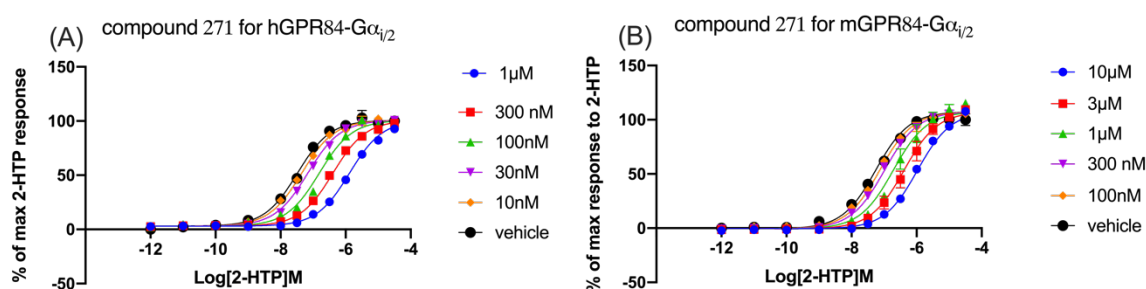 (A) compound 271 for hGPR84-Gαi/2
% of max 2-HTP response
150
100
50
0
-50
-12 -10 -8 -6 -4
Log[2-HTP]M
1µM
300 nM
100nM
30nM
10nM
vehicle
(B) compound 271 for mGPR84-Gαi/2
% of max response to 2-HTP
150
100
50
0
-50
-12 -10 -8 -6 -4
Log[2-HTP]M
10µM
3µM
1µM
300 nM
100nM
vehicle